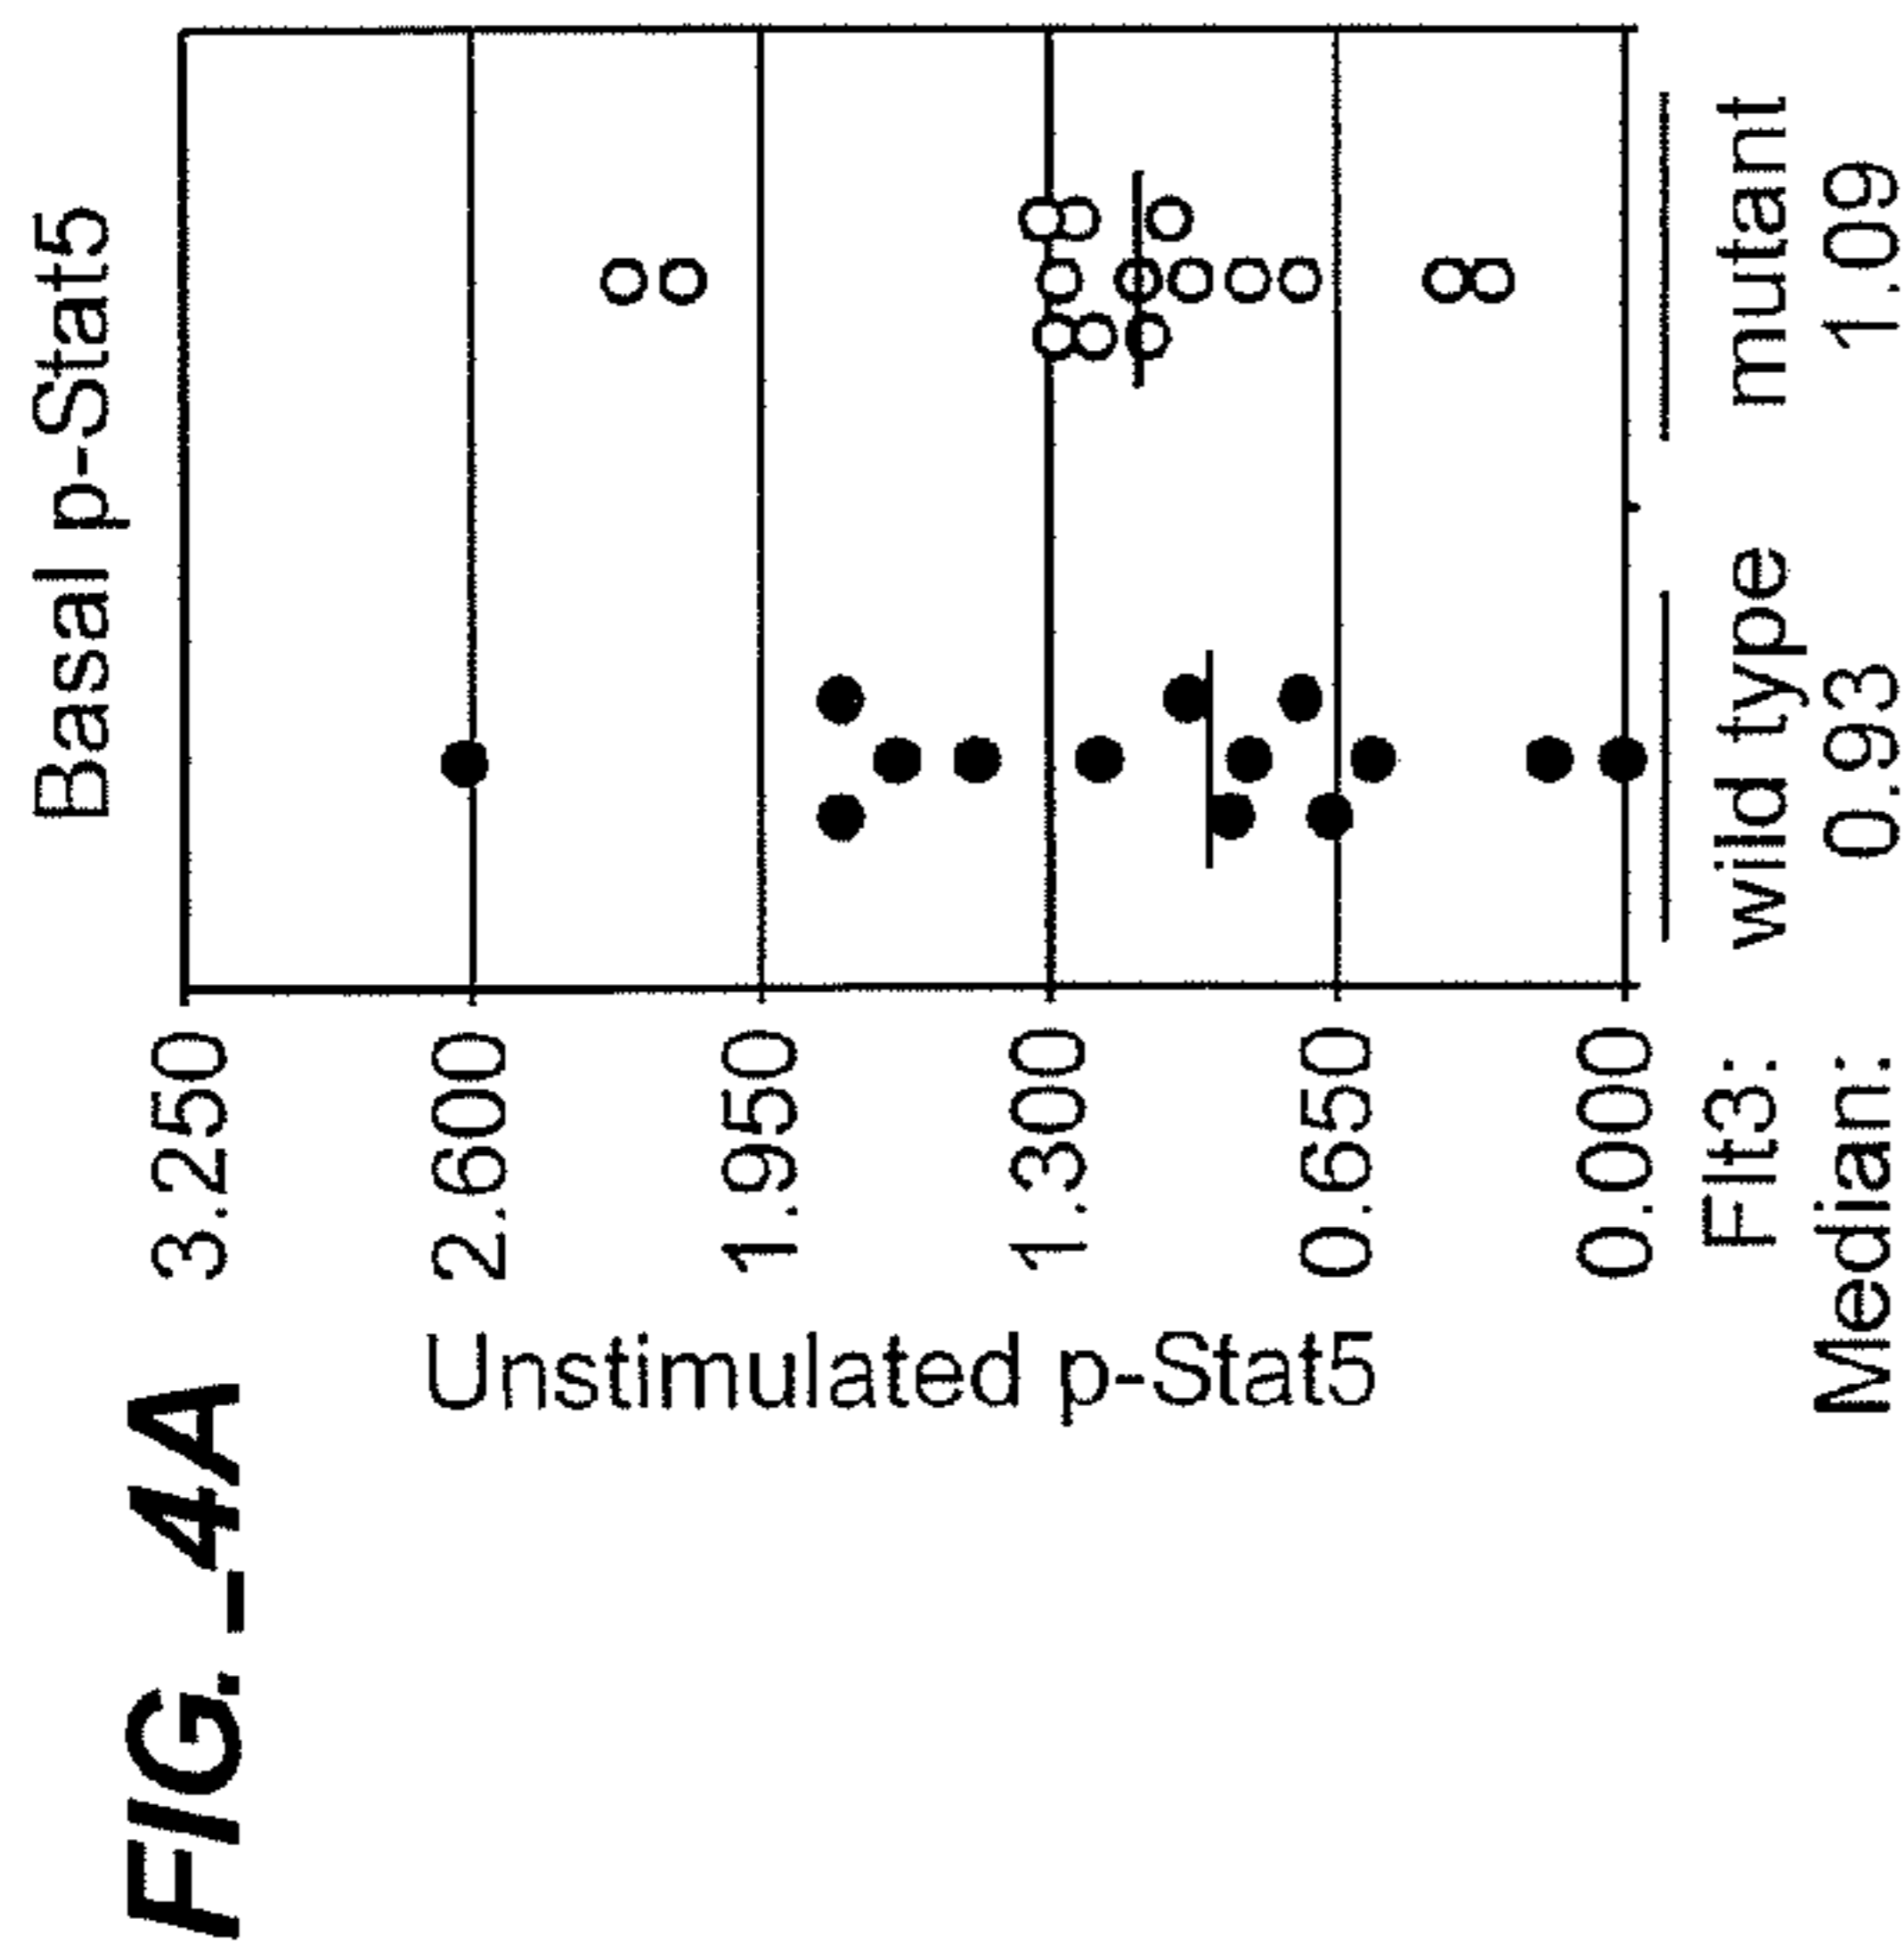 FIG._4A
Basal p-Stat5
Unstimulated p-Stat5
3.250
2.600
1.950
1.300
0.650
0.000
Flt3: wild type mutant
Median: 0.93 1.09